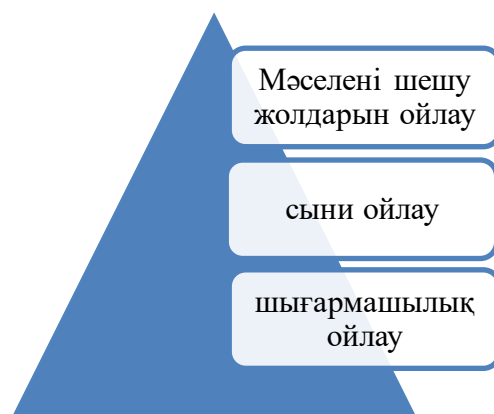 Мәселені шешу
жолдарын ойлау
сыни ойлау
шығармашылық
ойлау